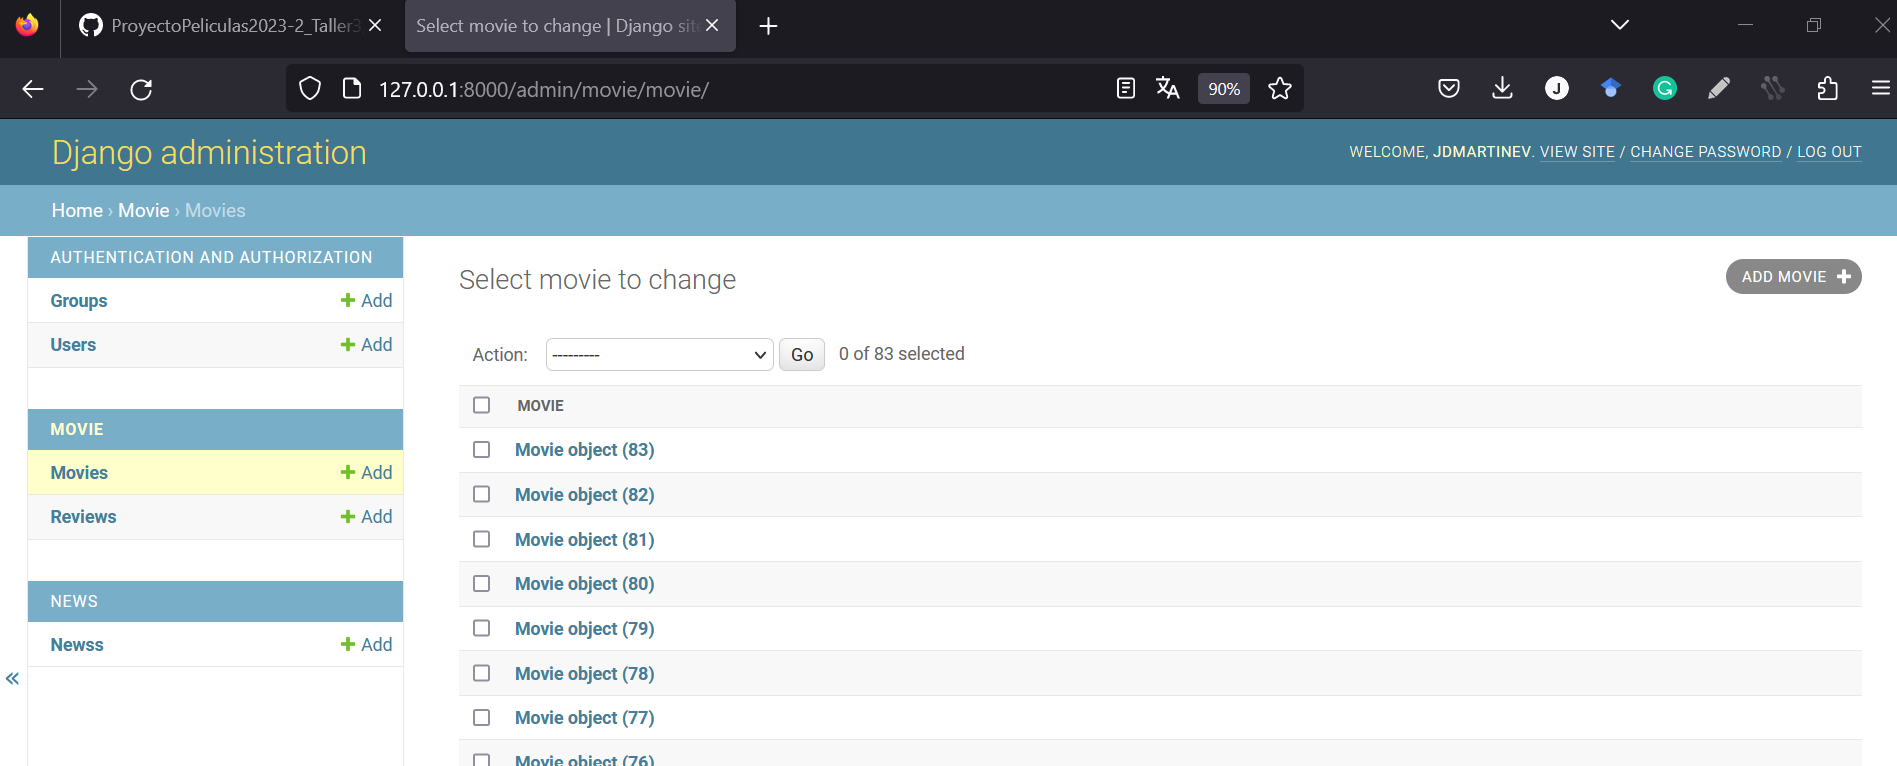 ProyectoPeliculas2023-2_Taller3
Select movie to change | Django site
127.0.0.1:8000/admin/movie/movie/
90%
J
G
Django administration
WELCOME, JDMARTINEV. VIEW SITE / CHANGE PASSWORD / LOG OUT
Home › Movie › Movies
AUTHENTICATION AND AUTHORIZATION
Groups + Add
Users + Add
MOVIE
Movies + Add
Reviews + Add
NEWS
Newss + Add
«
Select movie to change
ADD MOVIE +
Action: --------- Go 0 of 83 selected
MOVIE
Movie object (83)
Movie object (82)
Movie object (81)
Movie object (80)
Movie object (79)
Movie object (78)
Movie object (77)
Movie object (76)